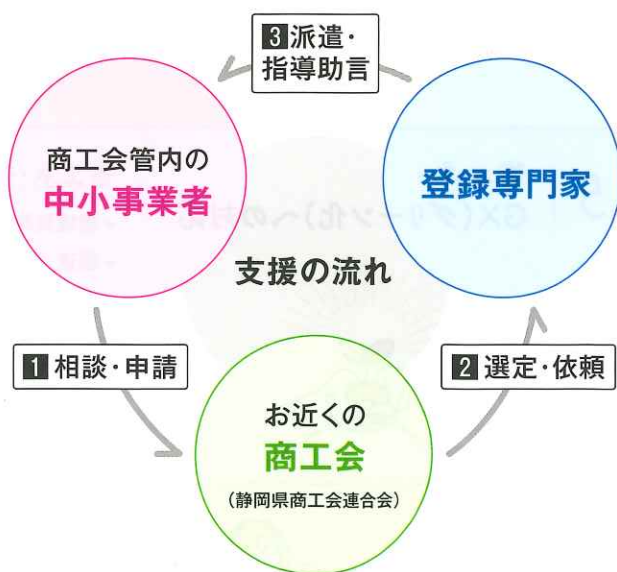 3 派遣・
指導助言
商工会管内の
中小事業者
登録専門家
支援の流れ
1 相談・申請
2 選定・依頼
お近くの
商工会
(静岡県商工会連合会)